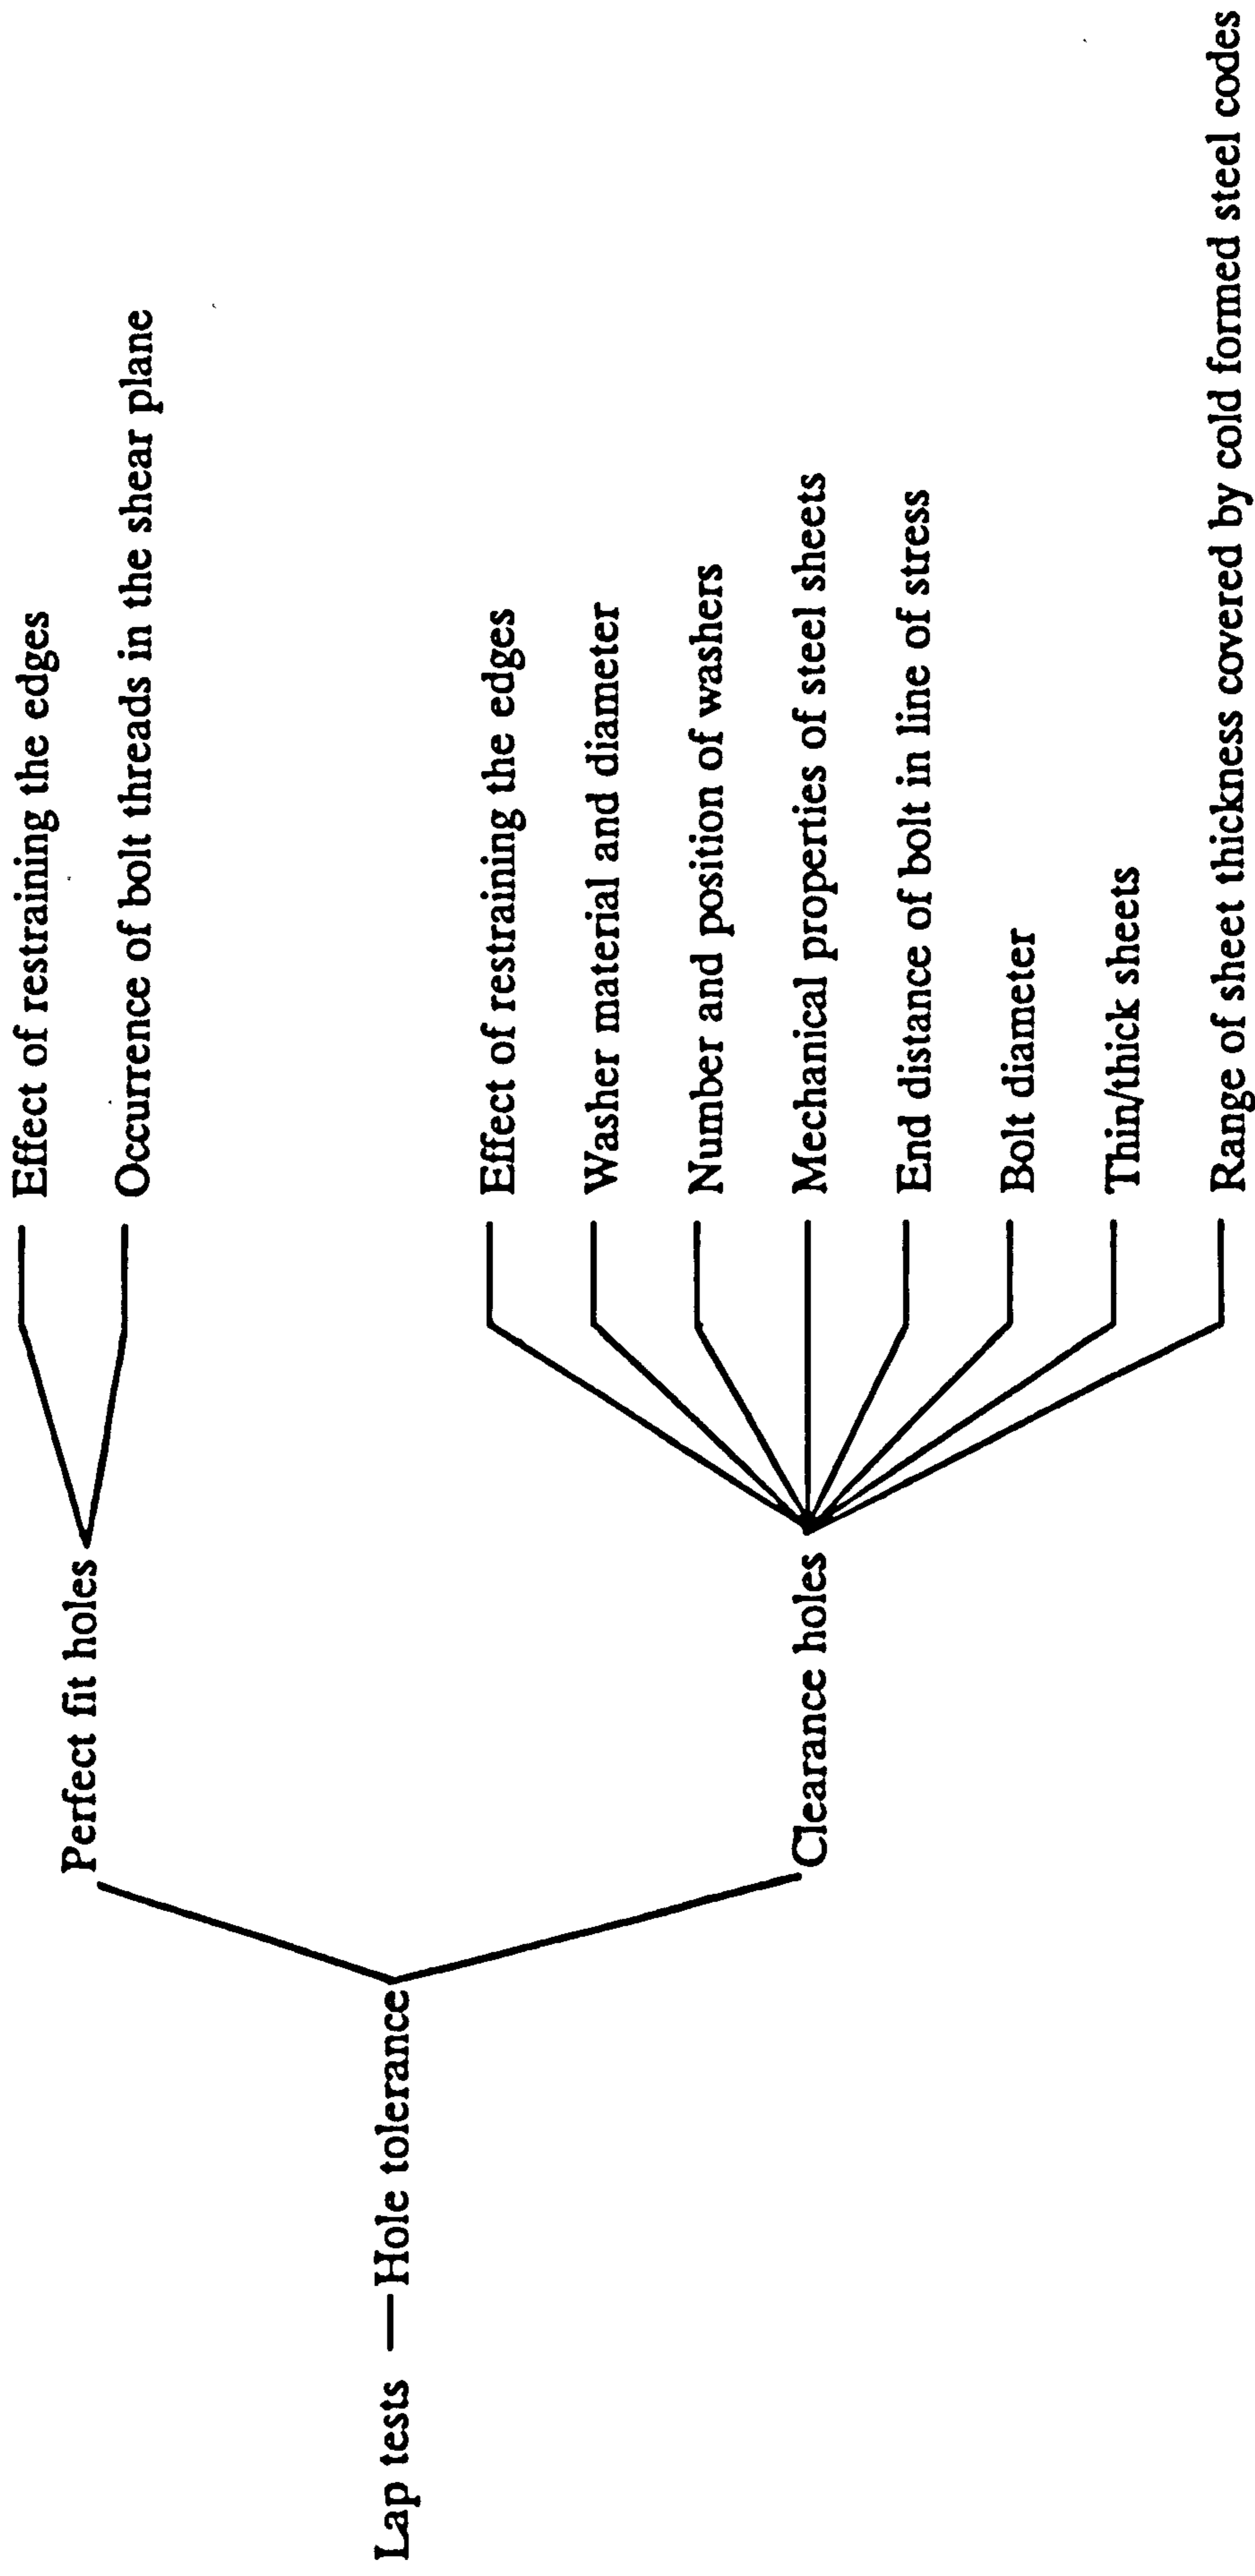 Lap tests
Hole tolerance
Perfect fit holes
Effect of restraining the edges
Occurrence of bolt threads in the shear plane
Clearance holes
Effect of restraining the edges
Washer material and diameter
Number and position of washers
Mechanical properties of steel sheets
End distance of bolt in line of stress
Bolt diameter
Thin/thick sheets
Range of sheet thickness covered by cold formed steel codes